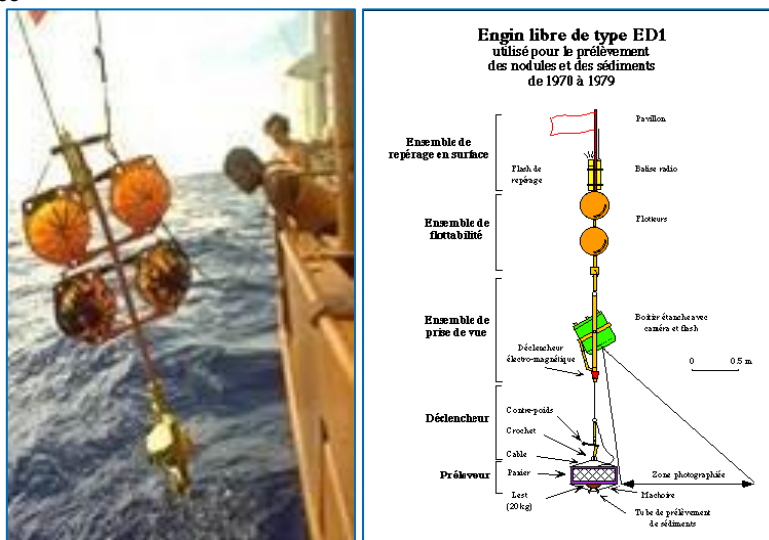 Engin libre de type ED1
utilisé pour le prélèvement
des nodules et des sédiments
de 1970 à 1979
Pavillon
Ensemble de
repérage en surface
Flash de
repérage
Balise radio
Ensemble de
flottabilité
Flotteurs
Ensemble de
prise de vue
Boitier étanche avec
caméra et flash
Déclencheur
électro-magnétique
0 0.5 m
Déclencheur
Contre-poids
Crochet
Cable
Préleveur
Panier
Zone photographiée
Lest
(20 kg)
Machoire
Tube de prélèvement
de sédiments